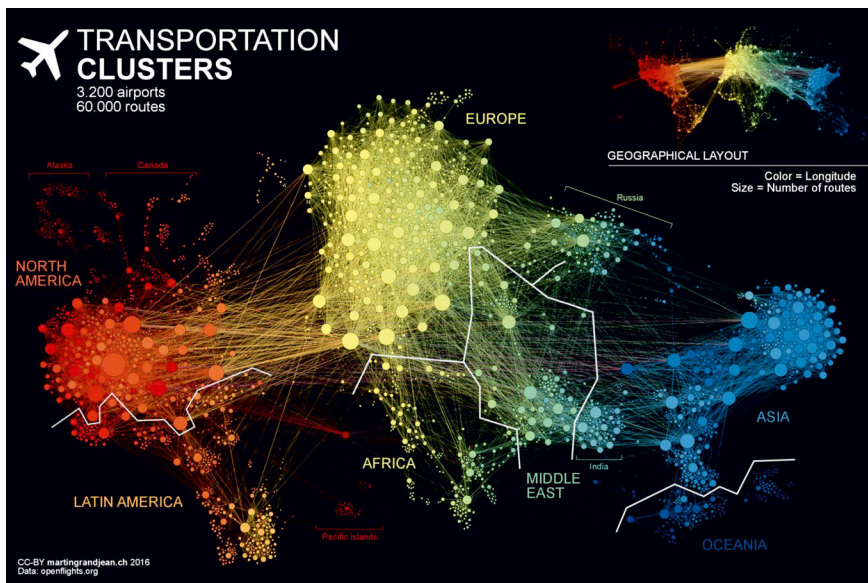 TRANSPORTATION
CLUSTERS
3.200 airports
60.000 routes
EUROPE
GEOGRAPHICAL LAYOUT
Color = Longitude
Size = Number of routes
Alaska
Canada
Russia
NORTH
AMERICA
ASIA
AFRICA
MIDDLE
EAST
India
LATIN AMERICA
Pacific islands
OCEANIA
CC-BY martingrandjean.ch 2016
Data: openflights.org